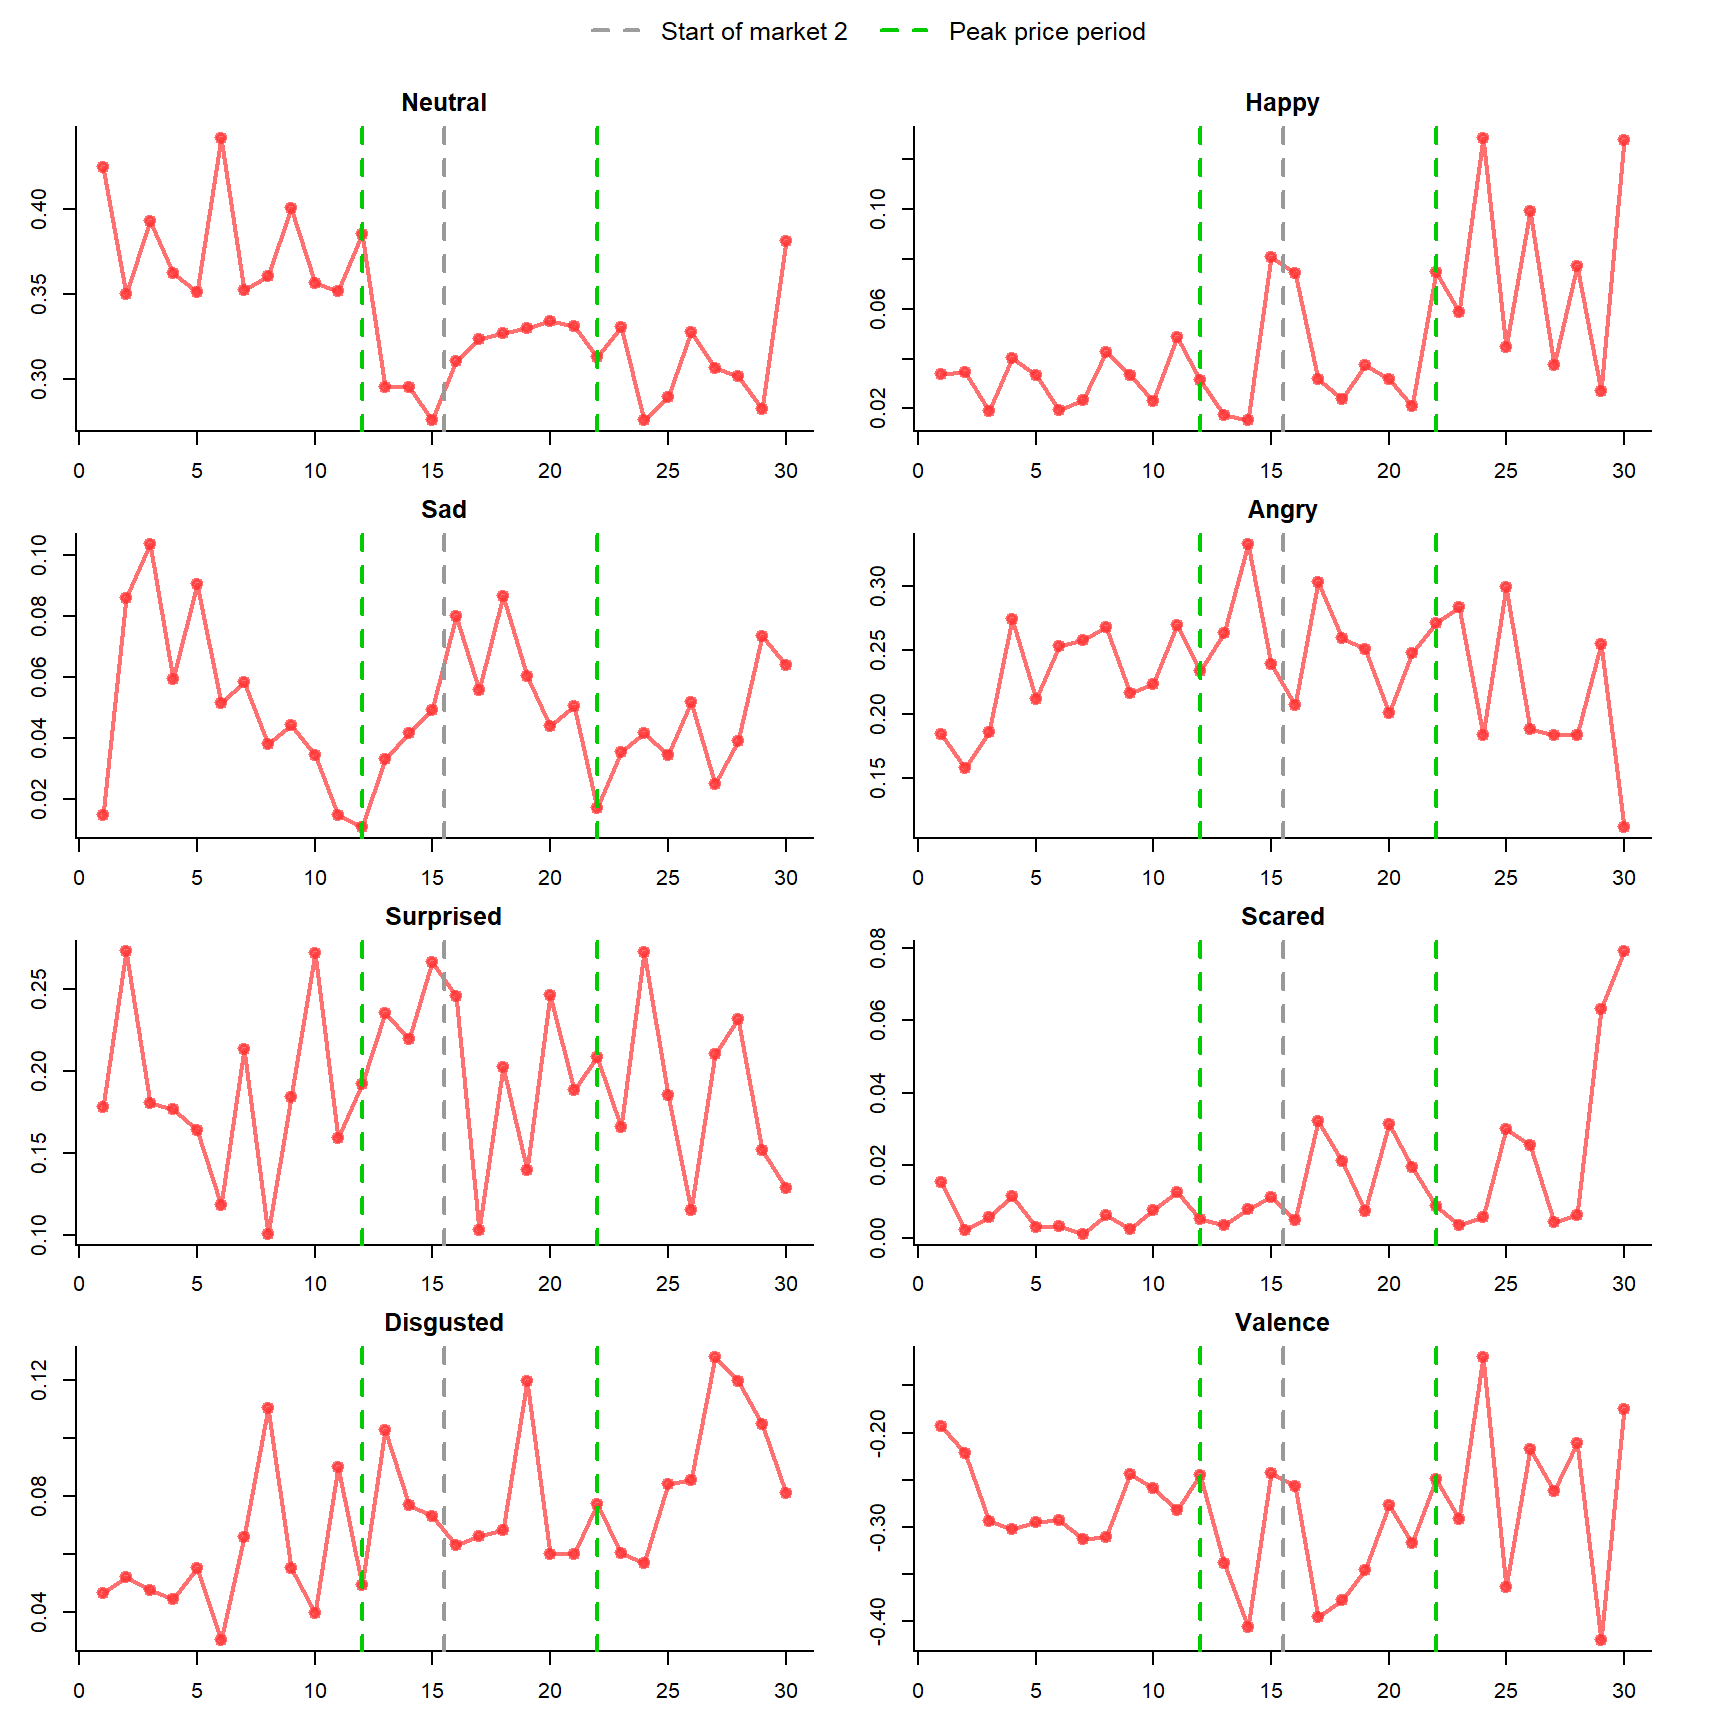 Start of market 2 Peak price period
Neutral
0.30 0.35 0.40
0 5 10 15 20 25 30
Happy
0.02 0.06 0.10
0 5 10 15 20 25 30
Sad
0.02 0.04 0.06 0.08 0.10
0 5 10 15 20 25 30
Angry
0.15 0.20 0.25 0.30
0 5 10 15 20 25 30
Surprised
0.10 0.15 0.20 0.25
0 5 10 15 20 25 30
Scared
0.00 0.02 0.04 0.06 0.08
0 5 10 15 20 25 30
Disgusted
0.04 0.08 0.12
0 5 10 15 20 25 30
Valence
-0.40 -0.30 -0.20
0 5 10 15 20 25 30